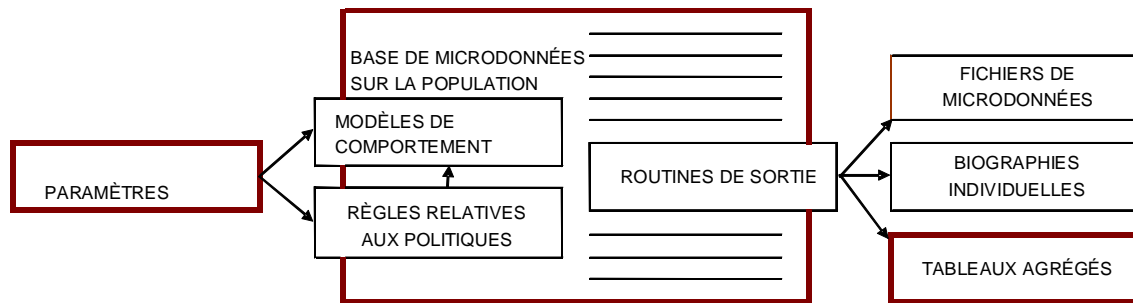 PARAMÈTRES
BASE DE MICRODONNÉES
SUR LA POPULATION
MODÈLES DE
COMPORTEMENT
RÈGLES RELATIVES
AUX POLITIQUES
ROUTINES DE SORTIE
FICHIERS DE
MICRODONNÉES
BIOGRAPHIES
INDIVIDUELLES
TABLEAUX AGRÉGÉS